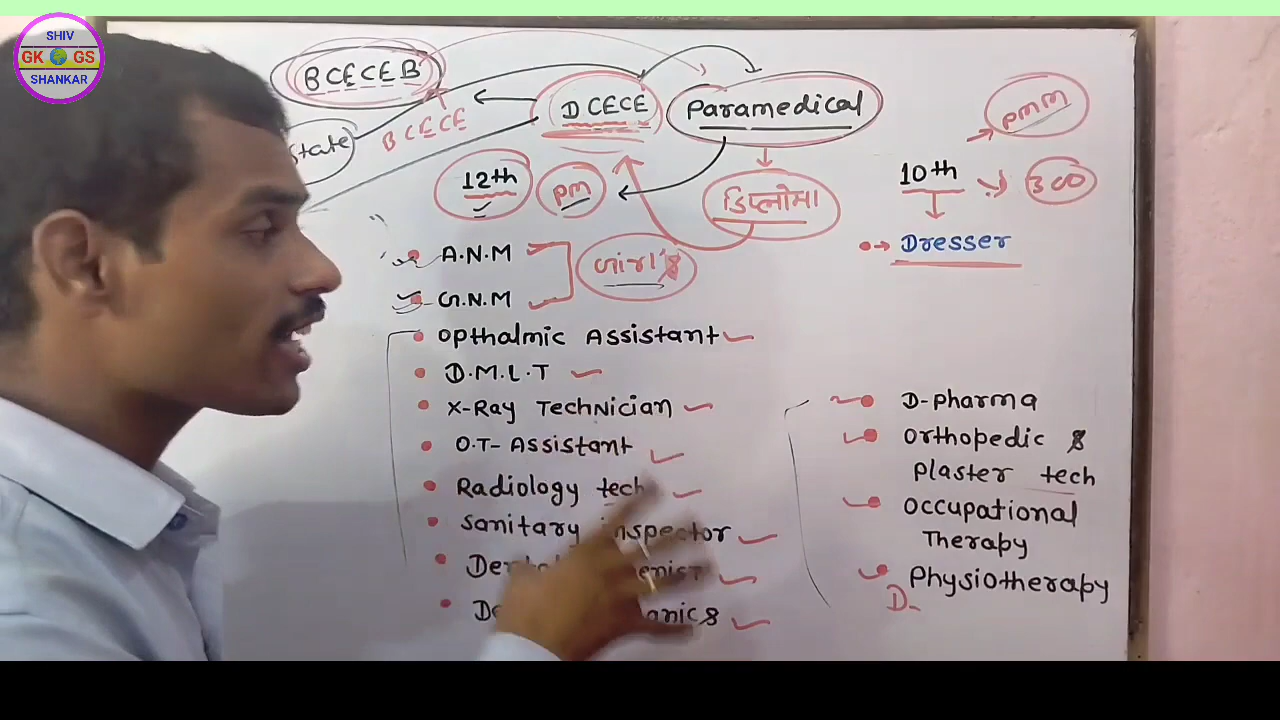 SHIV
GK GS
SHANKAR
BCECEB
DCECE
Paramedical
PMM
State
BCECE
12th
PM
डिप्लोमा
10th
300
Dresser
A.N.M
G.N.M
Opthalmic Assistant
D.M.L.T
X-Ray Technician
O.T- Assistant
Radiology tech
Sanitary inspector
D-pharma
Orthopedic &
Plaster tech
Occupational
Therapy
Physiotherapy
D-